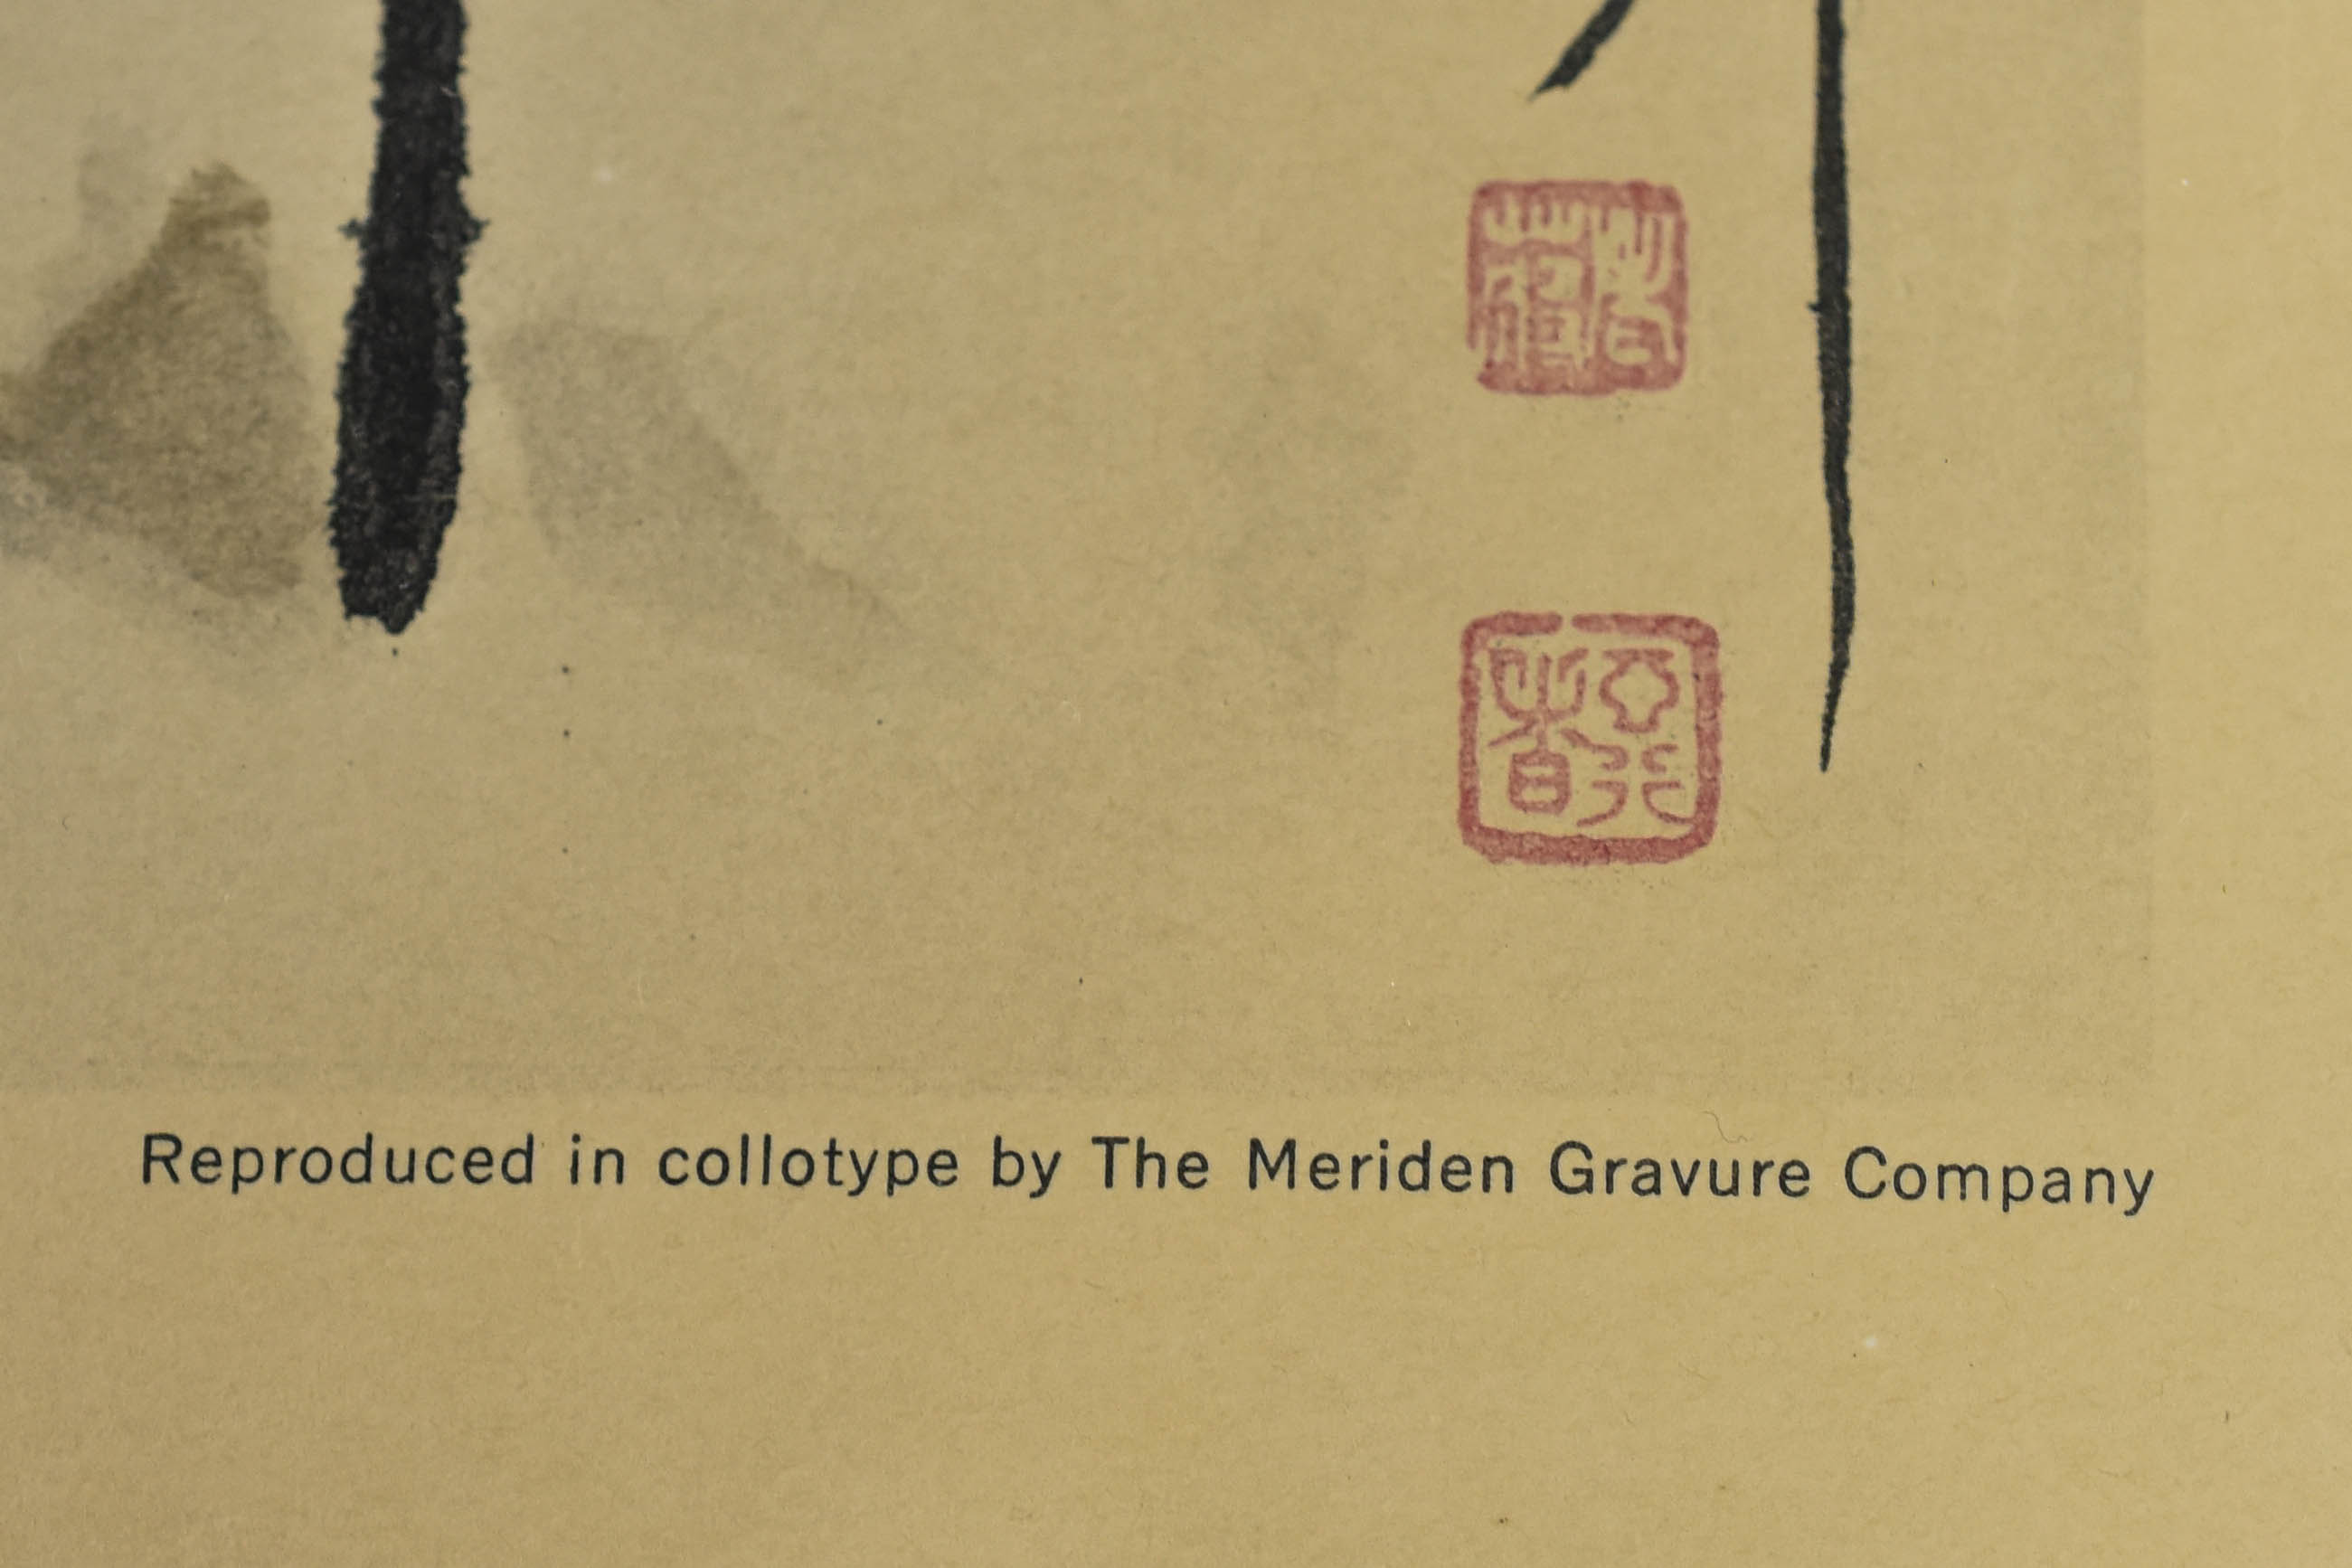 Reproduced in collotype by The Meriden Gravure Company